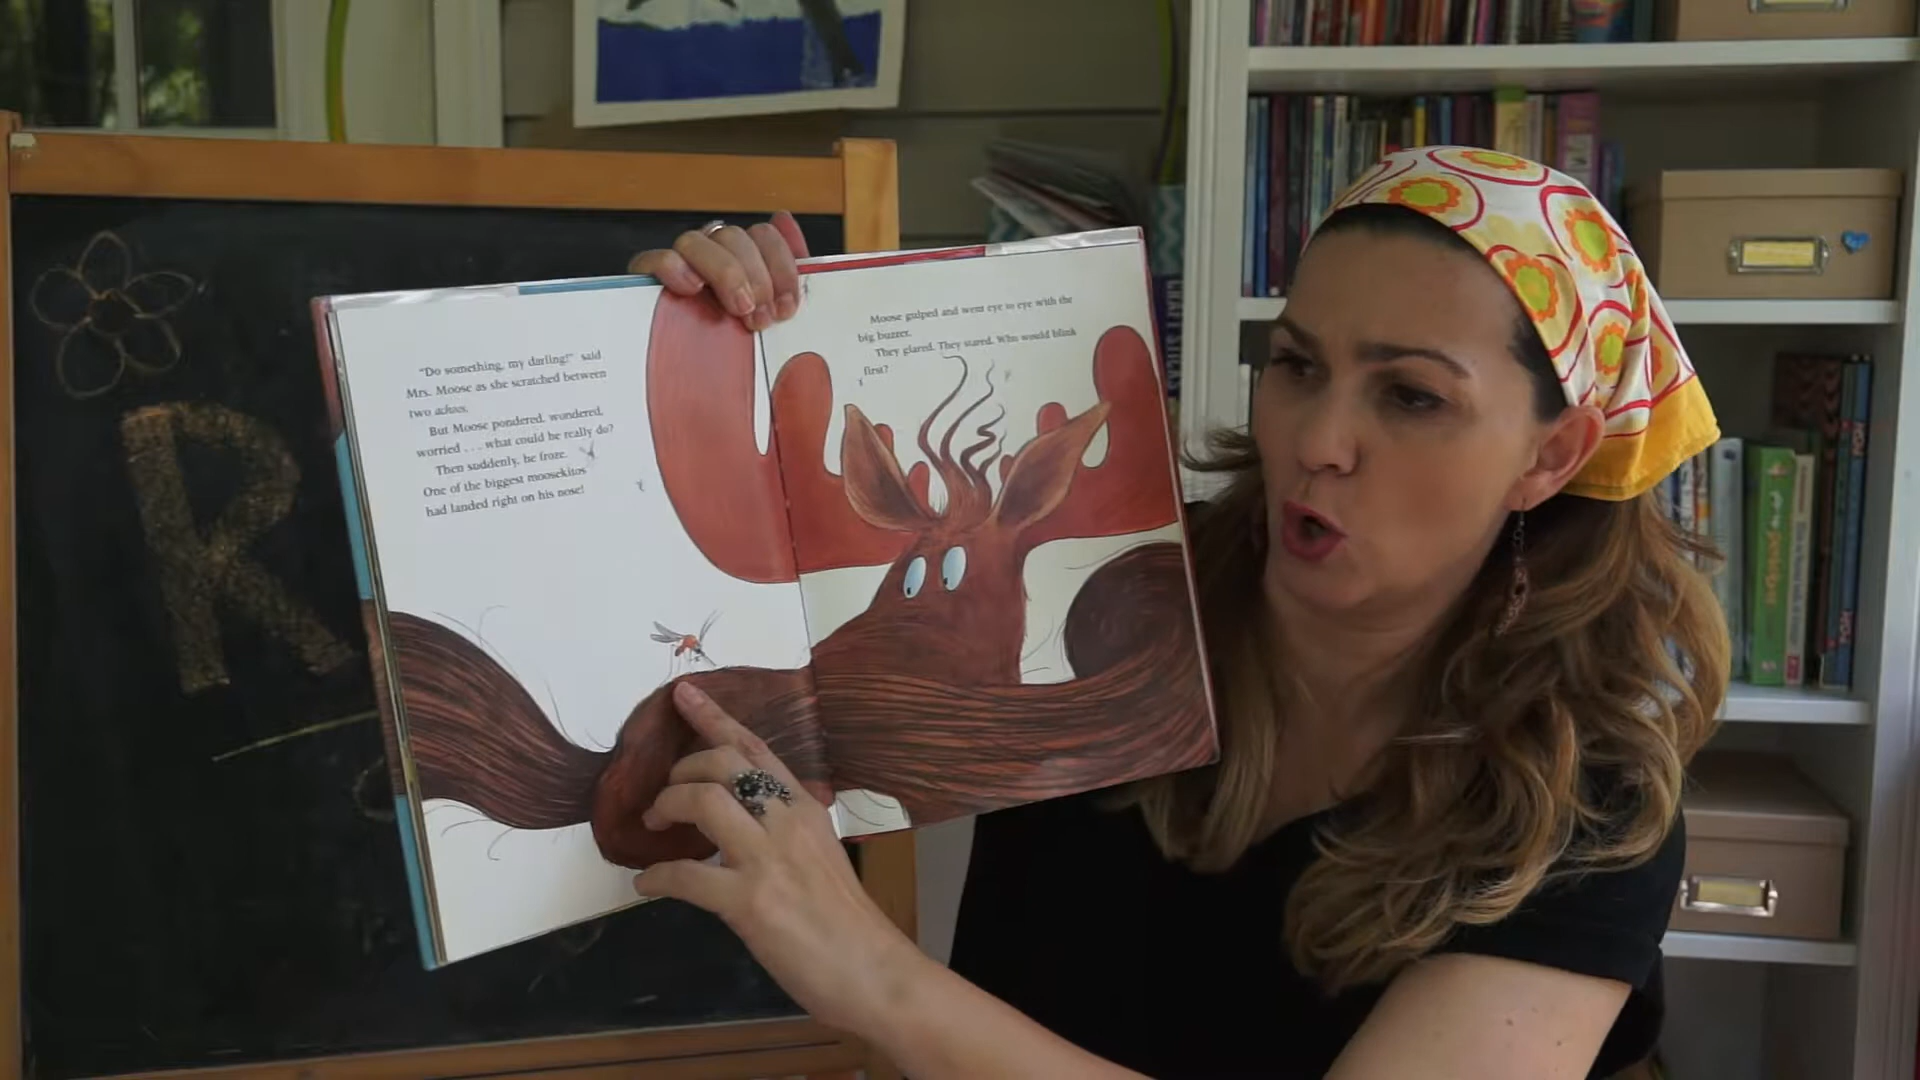 "Do something, my darling!" said
Mrs. Moose as she scratched between
two achoos.
But Moose pondered, wondered,
worried . . . what could he really do?
Then suddenly, he froze.
One of the biggest moosekitos
had landed right on his nose!
Moose gulped and went eye to eye with the
big buzzer.
They glared. They stared. Who would blink
first?
R